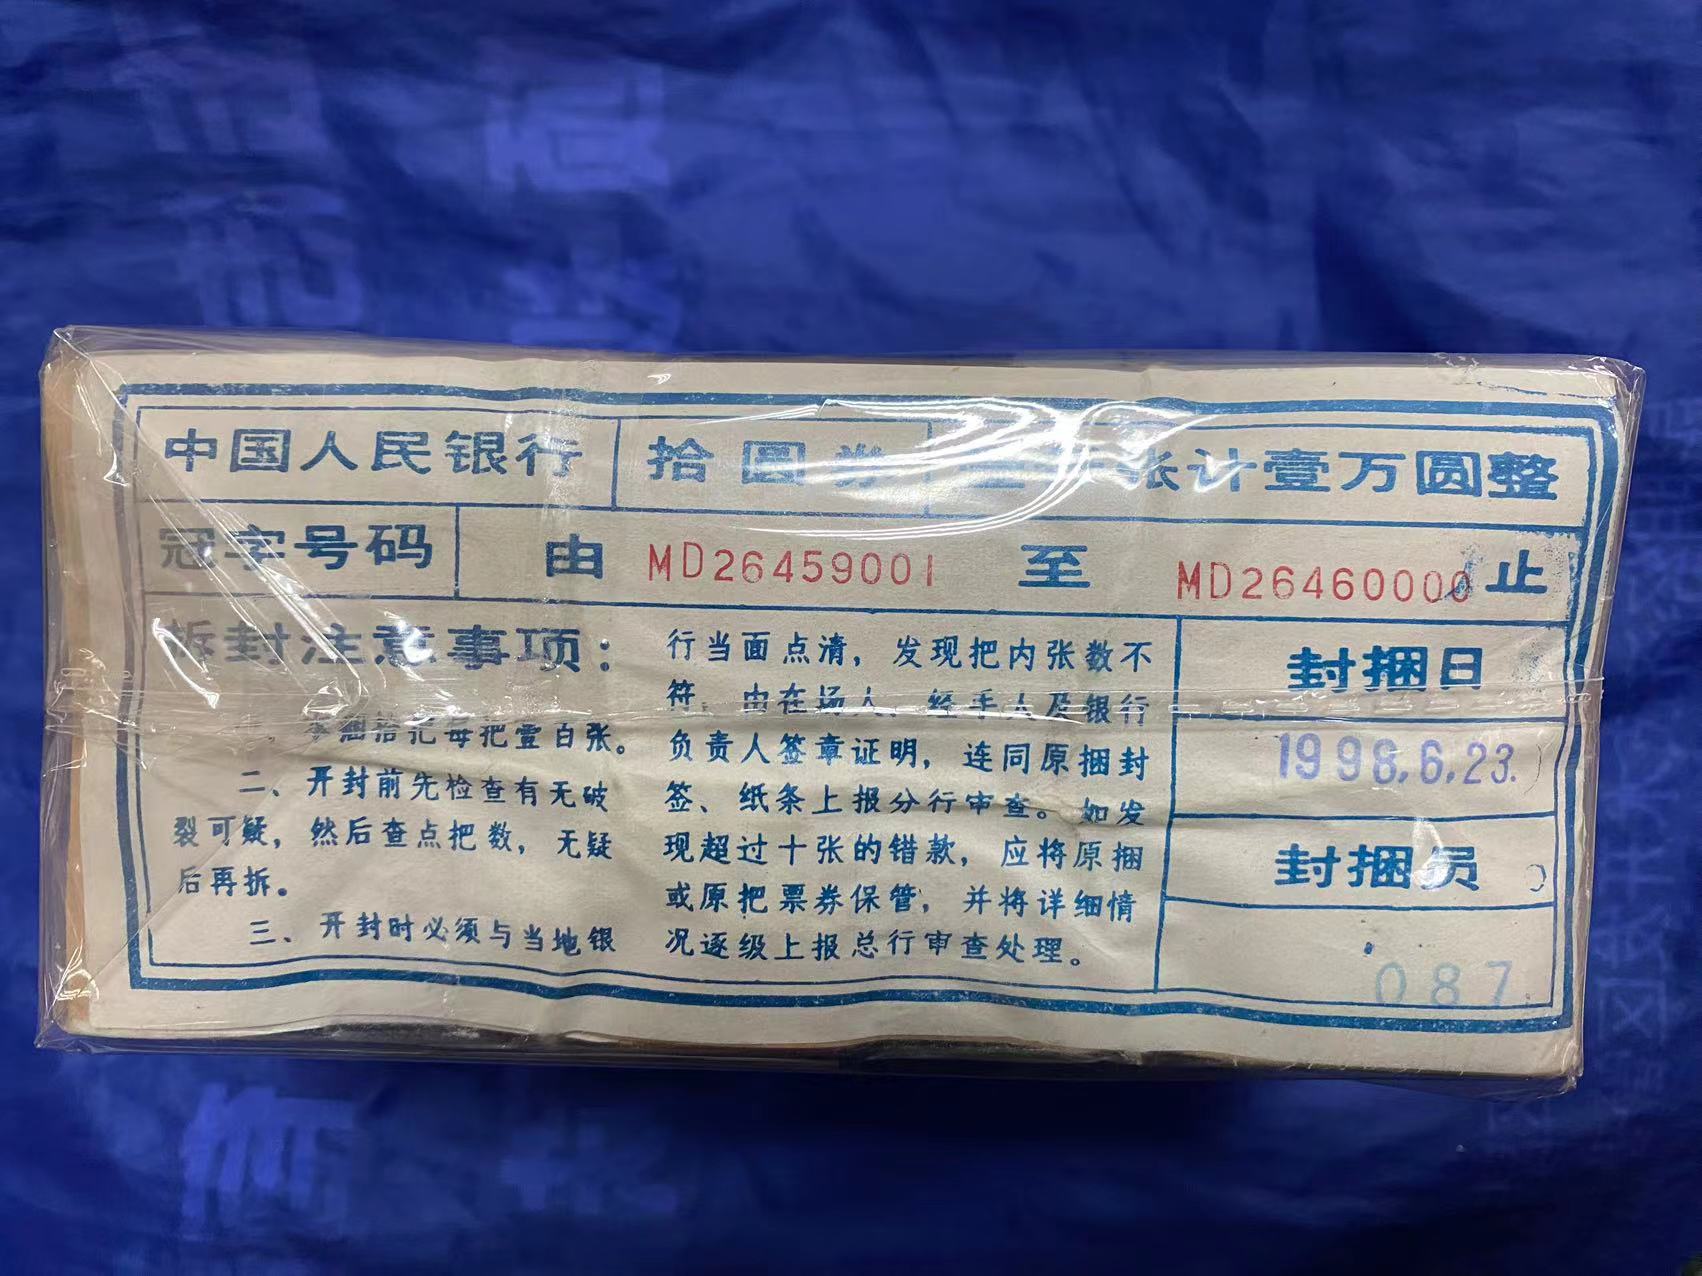 中国人民银行 拾圆券 张计壹万圆整
冠字号码 由 MD26459001 至 MD26460000 止
拆封注意事项：
一、本捆拾把每把壹百张。
二、开封前先检查有无破
裂可疑，然后查点把数，无疑
后再拆。
三、开封时必须与当地银
行当面点清，发现把内张数不
符，由在场人、经手人及银行
负责人签章证明，连同原捆封
签、纸条上报分行审查。如发
现超过十张的错款，应将原捆
或原把票券保管，并将详细情
况逐级上报总行审查处理。
封捆日
1998.6.23.
封捆员
087